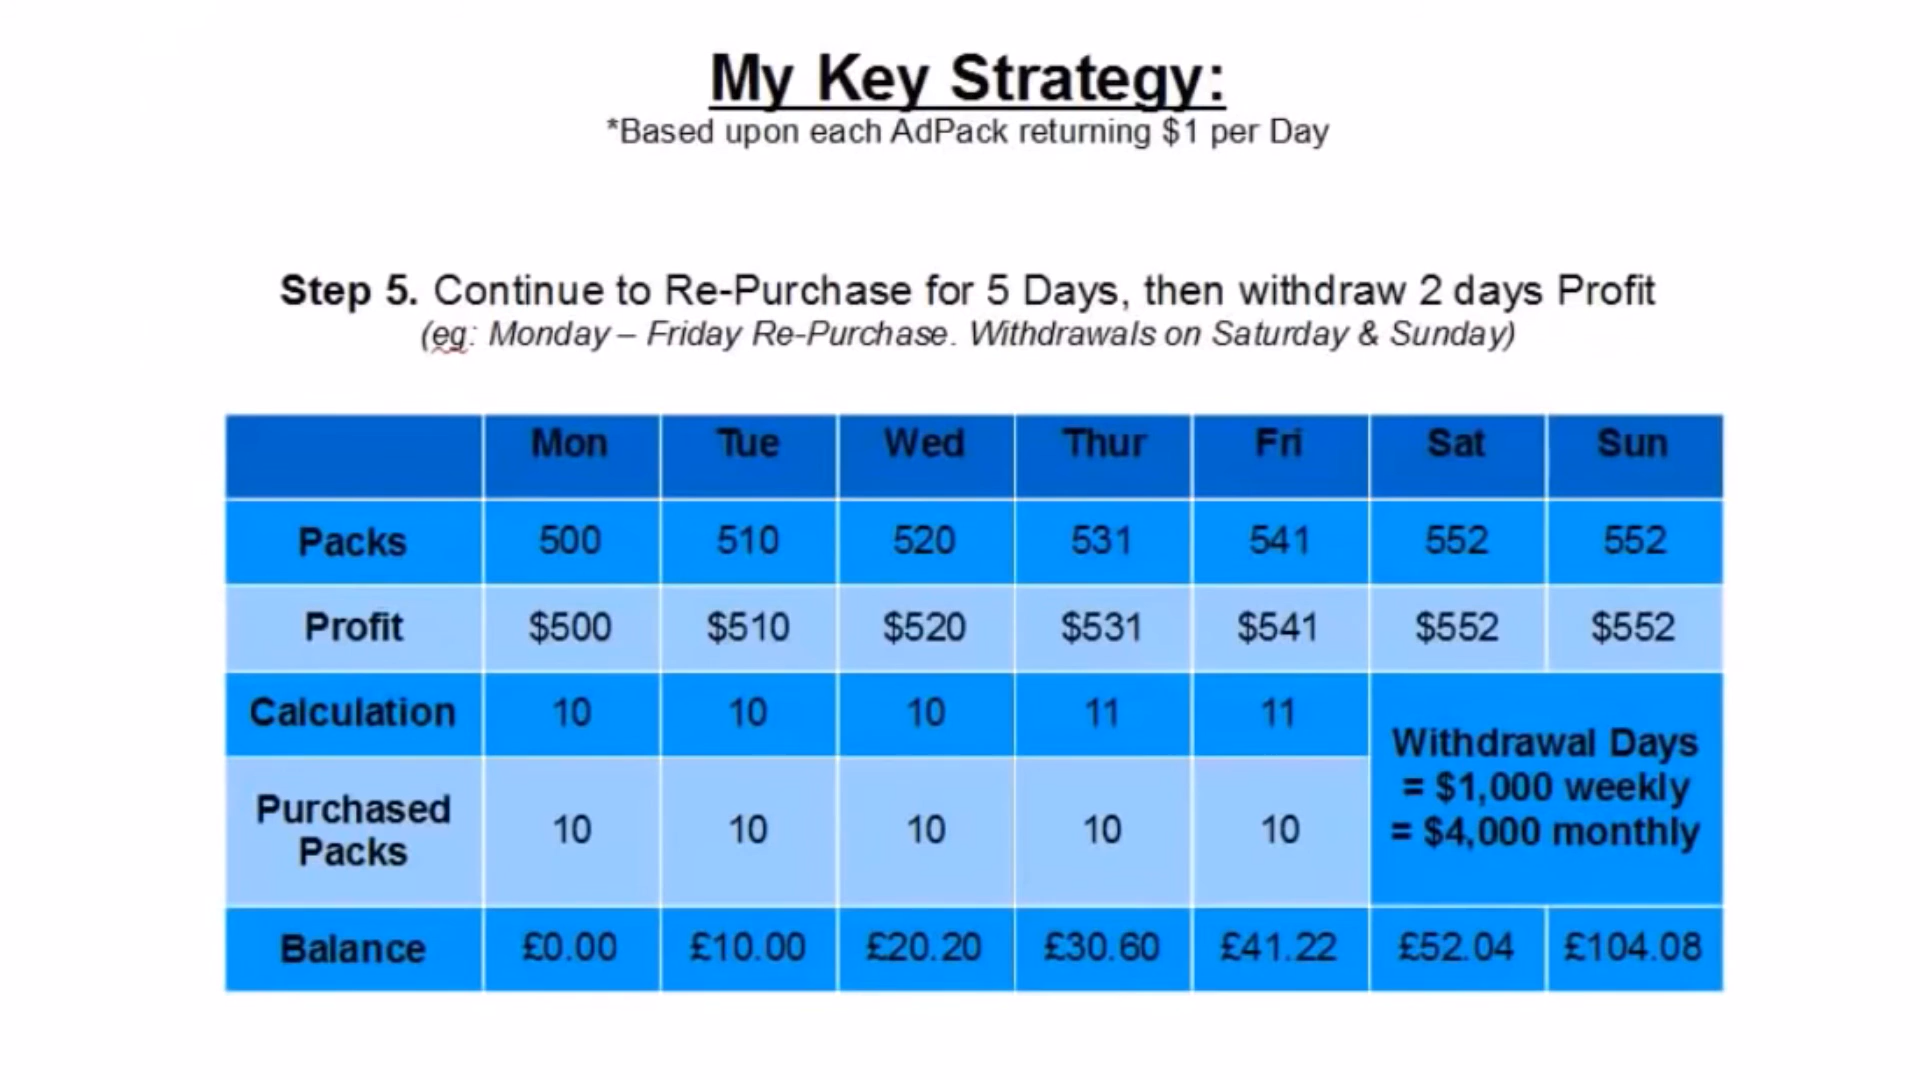 My Key Strategy:
*Based upon each AdPack returning $1 per Day
Step 5. Continue to Re-Purchase for 5 Days, then withdraw 2 days Profit
(eg: Monday – Friday Re-Purchase. Withdrawals on Saturday & Sunday)
Mon Tue Wed Thur Fri Sat Sun
Packs 500 510 520 531 541 552 552
Profit $500 $510 $520 $531 $541 $552 $552
Calculation 10 10 10 11 11
Withdrawal Days
= $1,000 weekly
= $4,000 monthly
Purchased
Packs 10 10 10 10 10
Balance £0.00 £10.00 £20.20 £30.60 £41.22 £52.04 £104.08